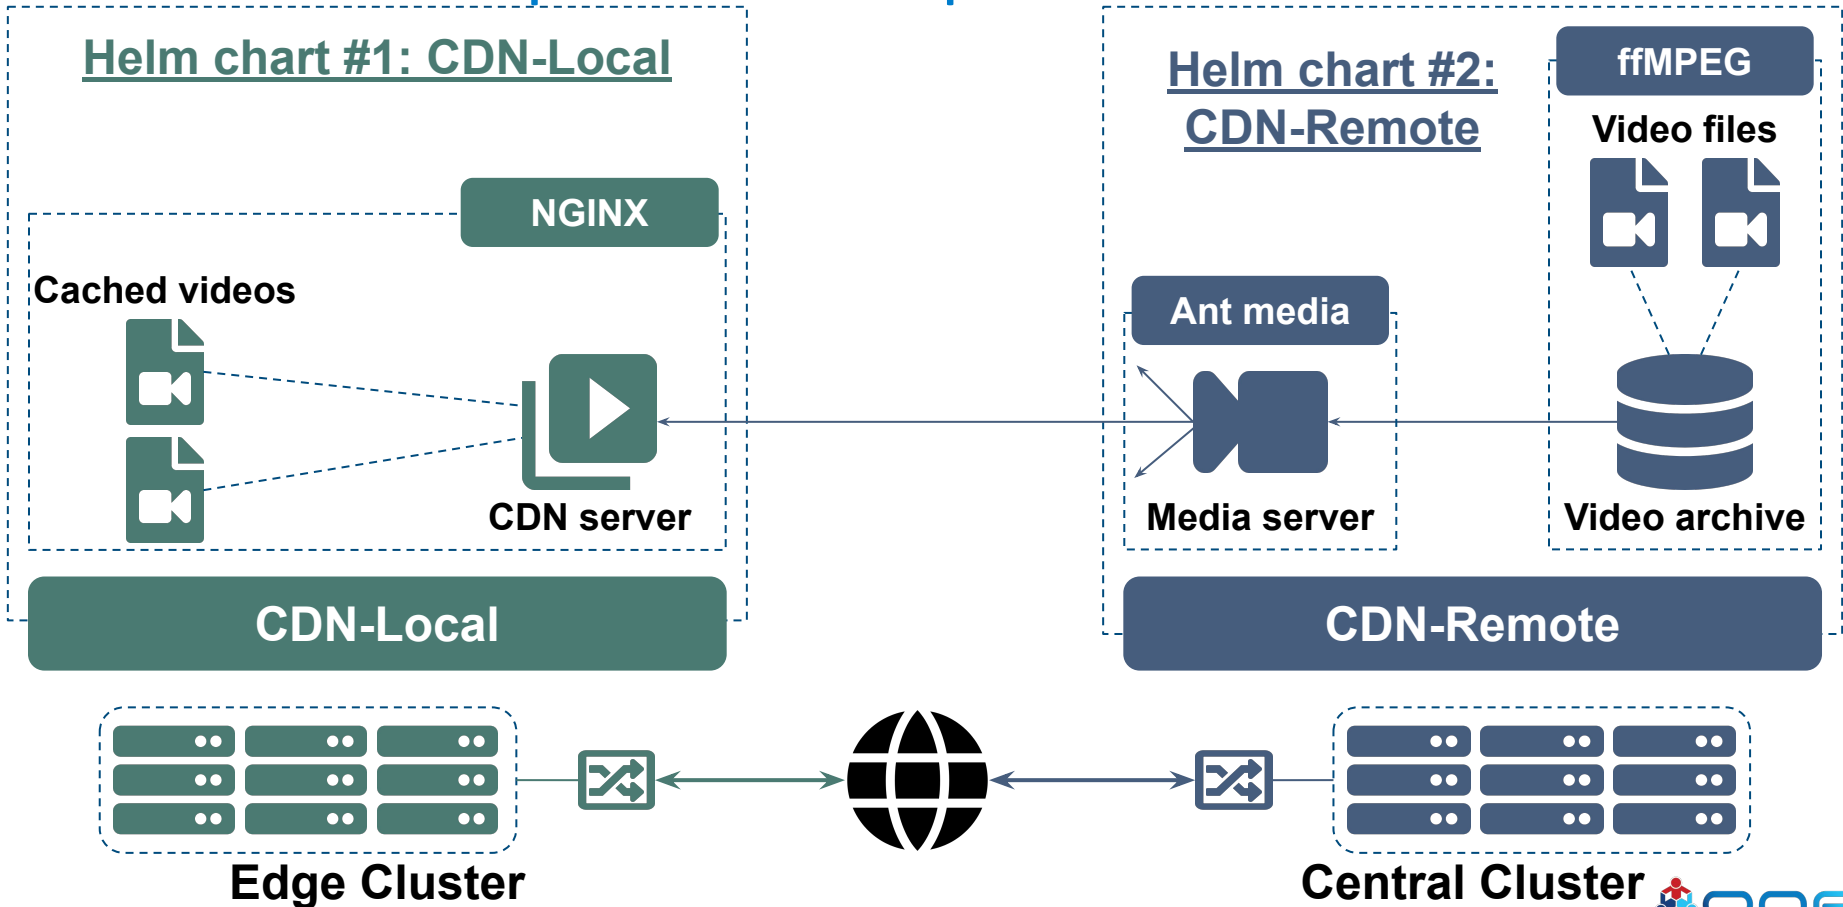 Helm chart #1: CDN-Local
NGINX
Cached videos
CDN server
CDN-Local
Helm chart #2:
CDN-Remote
ffMPEG
Video files
Ant media
Media server
Video archive
CDN-Remote
Edge Cluster
Central Cluster